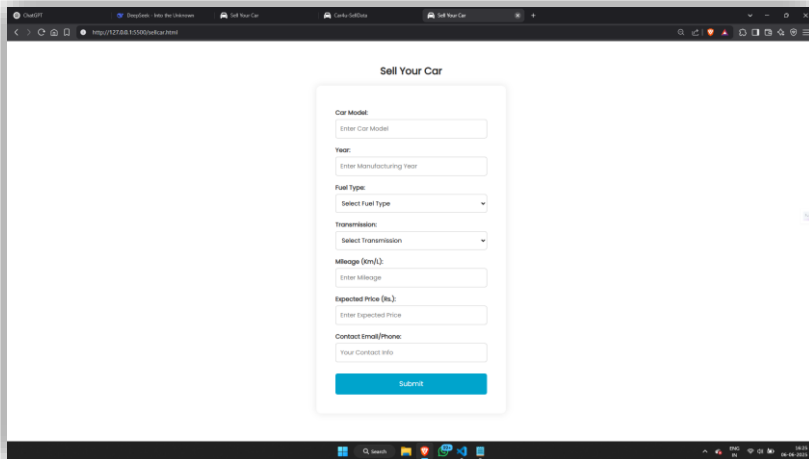 ChatGPT
DeepSeek - Into the Unknown
Sell Your Car
Car4u-SellData
Sell Your Car
http://127.0.0.1:5500/sellcar.html
Sell Your Car
Car Model:
Enter Car Model
Year:
Enter Manufacturing Year
Fuel Type:
Select Fuel Type
Transmission:
Select Transmission
Mileage (Km/L):
Enter Mileage
Expected Price (Rs.):
Enter Expected Price
Contact Email/Phone:
Your Contact Info
Submit
Search
ENG
IN